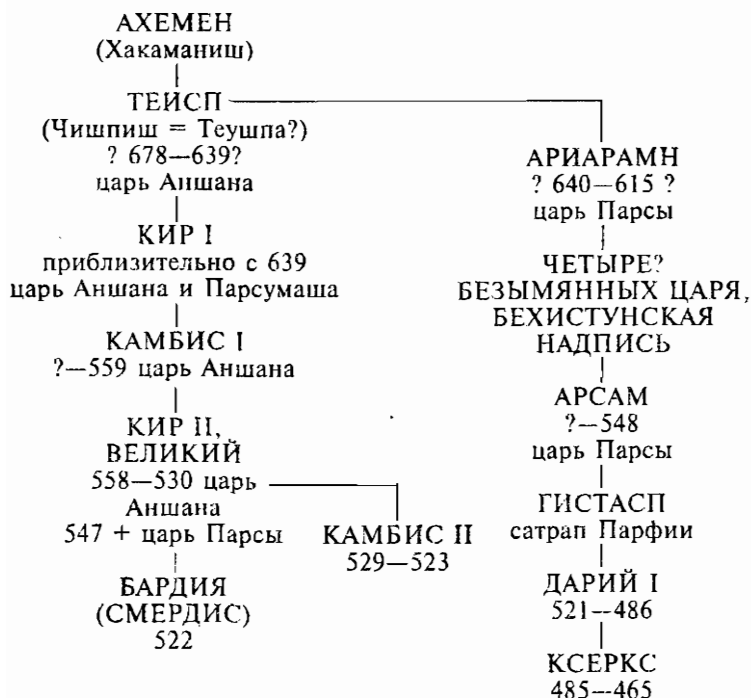 АХЕМЕН
(Хакаманиш)
ТЕИСП
(Чишпиш = Теушпа?)
? 678—639?
царь Аншана
КИР I
приблизительно с 639
царь Аншана и Парсумаша
КАМБИС I
?—559 царь Аншана
КИР II,
ВЕЛИКИЙ
558—530 царь
Аншана
547 + царь Парсы
БАРДИЯ
(СМЕРДИС)
522
КАМБИС II
529—523
АРИАРАМН
? 640—615 ?
царь Парсы
ЧЕТЫРЕ?
БЕЗЫМЯННЫХ ЦАРЯ,
БЕХИСТУНСКАЯ
НАДПИСЬ
АРСАМ
?—548
царь Парсы
ГИСТАСП
сатрап Парфии
ДАРИЙ I
521—486
КСЕРКС
485—465